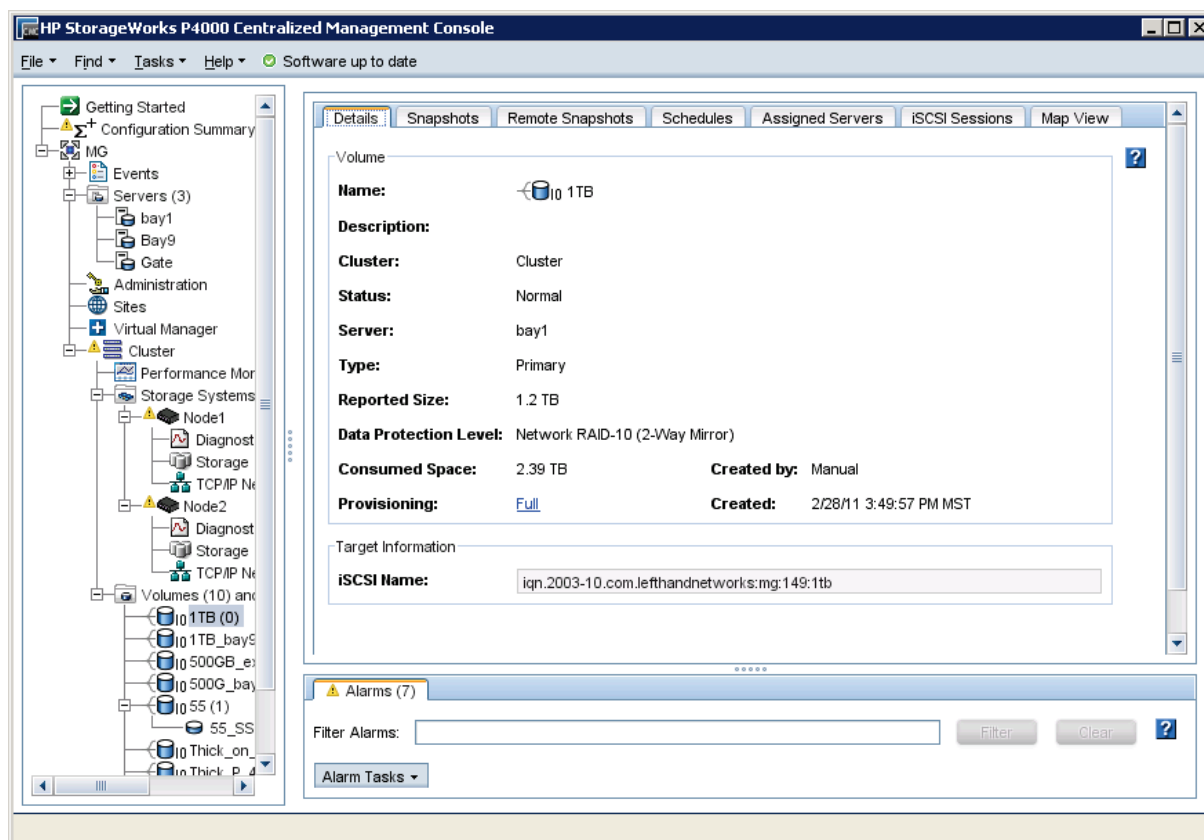 HP StorageWorks P4000 Centralized Management Console
File Find Tasks Help Software up to date
Getting Started
Configuration Summary
MG
Events
Servers (3)
bay1
Bay9
Gate
Administration
Sites
Virtual Manager
Cluster
Performance Mor
Storage Systems
Node1
Diagnost
Storage
TCP/IP Ne
Node2
Diagnost
Storage
TCP/IP Ne
Volumes (10) and
1TB (0)
1TB_bay9
500GB_ex
500G_bay
55 (1)
55_SS
Thick_on_
Thick_P_4
Details Snapshots Remote Snapshots Schedules Assigned Servers iSCSI Sessions Map View
Volume
Name: 1TB
Description:
Cluster: Cluster
Status: Normal
Server: bay1
Type: Primary
Reported Size: 1.2 TB
Data Protection Level: Network RAID-10 (2-Way Mirror)
Consumed Space: 2.39 TB Created by: Manual
Provisioning: Full Created: 2/28/11 3:49:57 PM MST
Target Information
iSCSI Name: iqn.2003-10.com.lefthandnetworks:mg:149:1tb
Alarms (7)
Filter Alarms: Filter Clear
Alarm Tasks